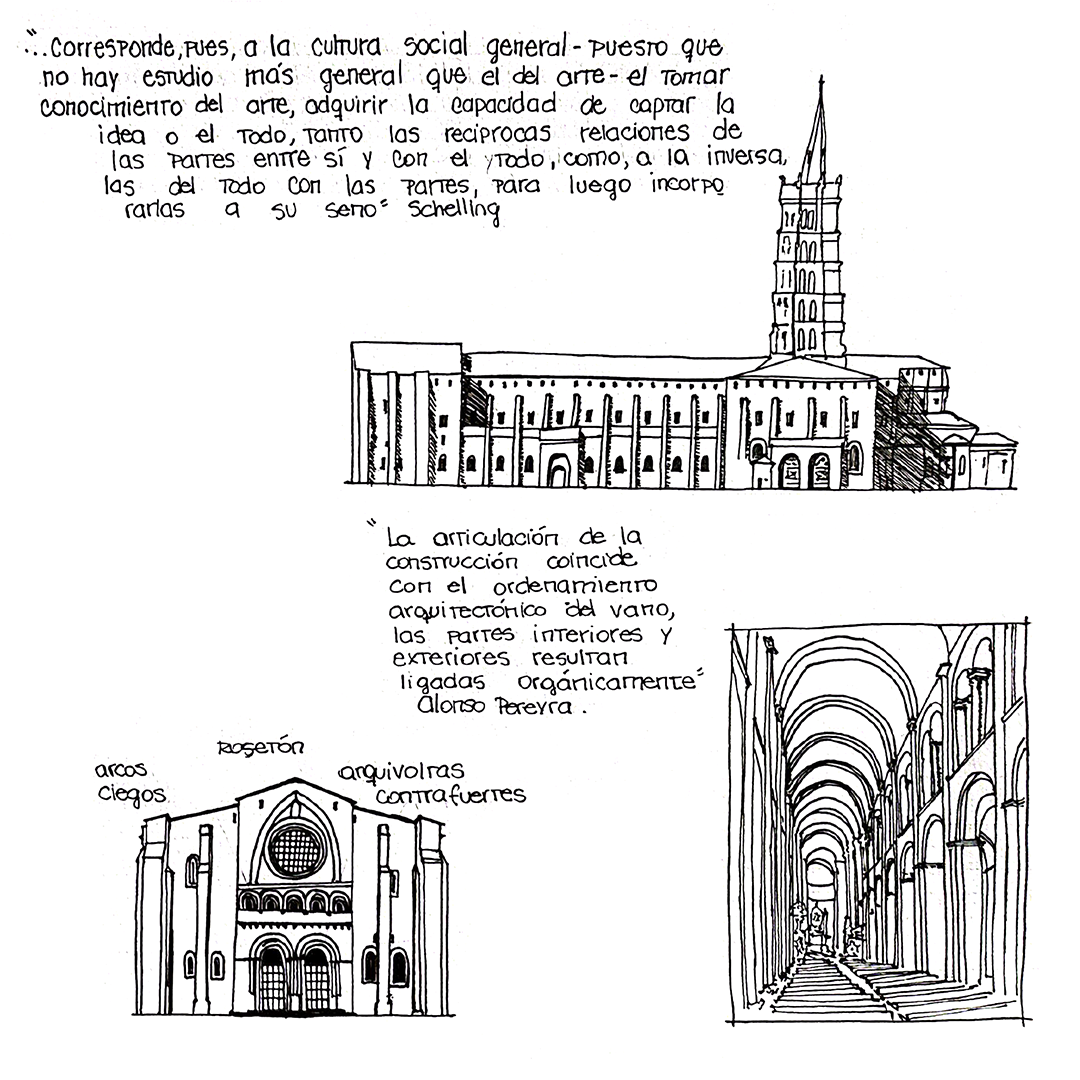 "...Corresponde, pues, a la cultura social general - puesto que
no hay estudio más general que el del arte - el tomar
conocimiento del arte, adquirir la capacidad de captar la
idea o el todo, tanto las recíprocas relaciones de
las partes entre sí y con el todo, como, a la inversa,
las del todo con las partes, para luego incorpo
rarlas a su seno" Schelling
"La articulación de la
construcción coincide
con el ordenamiento
arquitectónico del vano,
las partes interiores y
exteriores resultan
ligadas orgánicamente"
Alonso Pereyra.
Rosetón
arcos
ciegos
arquivoltas
contrafuertes